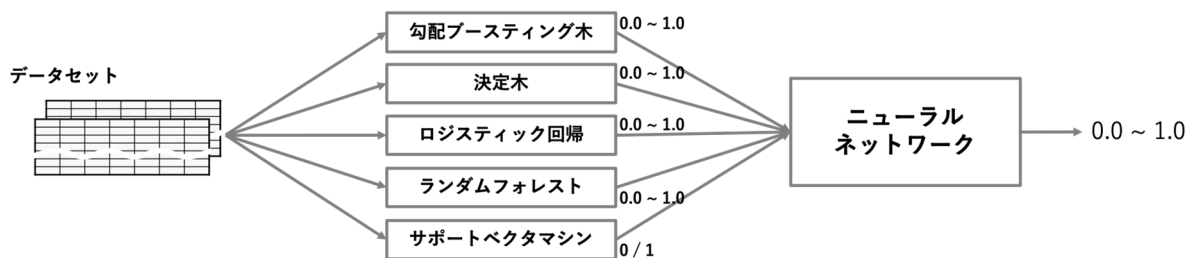 データセット
勾配ブースティング木
0.0 ~ 1.0
決定木
0.0 ~ 1.0
ロジスティック回帰
0.0 ~ 1.0
ランダムフォレスト
0.0 ~ 1.0
サポートベクタマシン
0 / 1
ニューラル
ネットワーク
0.0 ~ 1.0